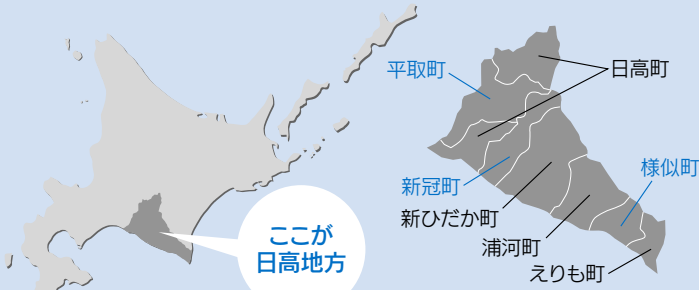 ここが
日高地方
平取町
日高町
新冠町
様似町
新ひだか町
浦河町
えりも町